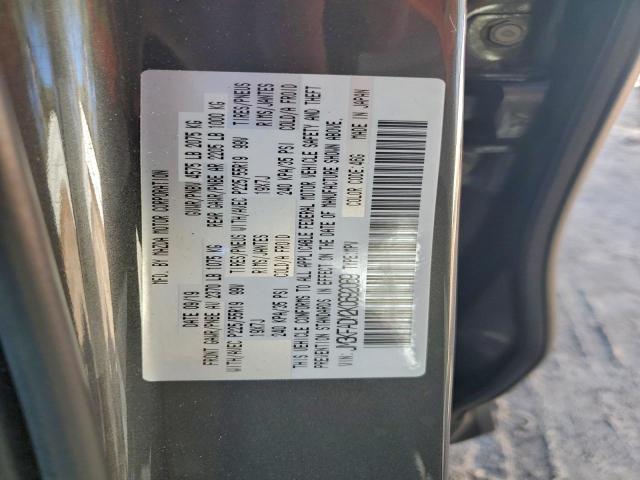 MFD. BY MAZDA MOTOR CORPORATION
DATE: 09/19 GVWR/PNBV 4575 LB 2075 KG
FRONT GAWR/PNBE AV 2370 LB 1075 KG REAR GAWR/PNBE AR 2205 LB 1000 KG
WITH/AVEC P225/55R19 99V TIRES/PNEUS WITH/AVEC P225/55R19 99V TIRES/PNEUS
19X7J RIMS/JANTES 19X7J RIMS/JANTES
240 KPA/35 PSI COLD/A FROID 240 KPA/35 PSI COLD/A FROID
THIS VEHICLE CONFORMS TO ALL APPLICABLE FEDERAL MOTOR VEHICLE SAFETY AND THEFT
PREVENTION STANDARDS IN EFFECT ON THE DATE OF MANUFACTURE SHOWN ABOVE.
VIN: TYPE: MPV COLOR CODE: 46G MADE IN JAPAN